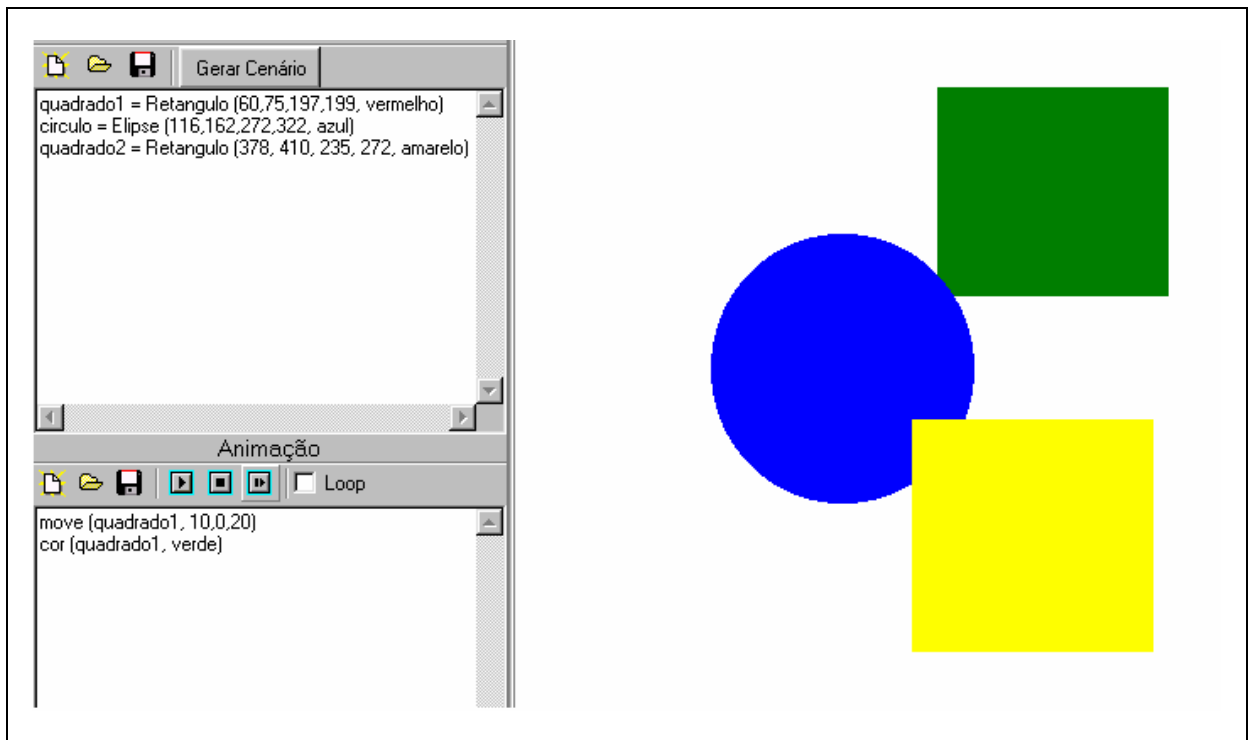 Gerar Cenário
quadrado1 = Retangulo (60,75,197,199, vermelho)
circulo = Elipse (116,162,272,322, azul)
quadrado2 = Retangulo (378, 410, 235, 272, amarelo)
Animação
Loop
move (quadrado1, 10,0,20)
cor (quadrado1, verde)